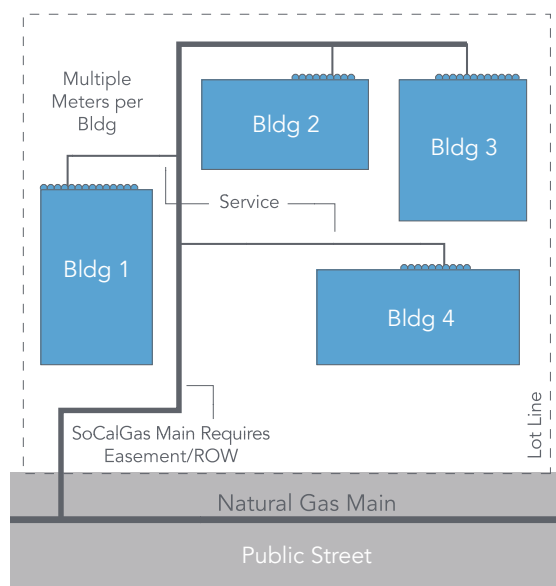 Multiple
Meters per
Bldg
Bldg 2
Bldg 3
Service
Bldg 1
Bldg 4
SoCalGas Main Requires
Easement/ROW
Lot Line
Natural Gas Main
Public Street